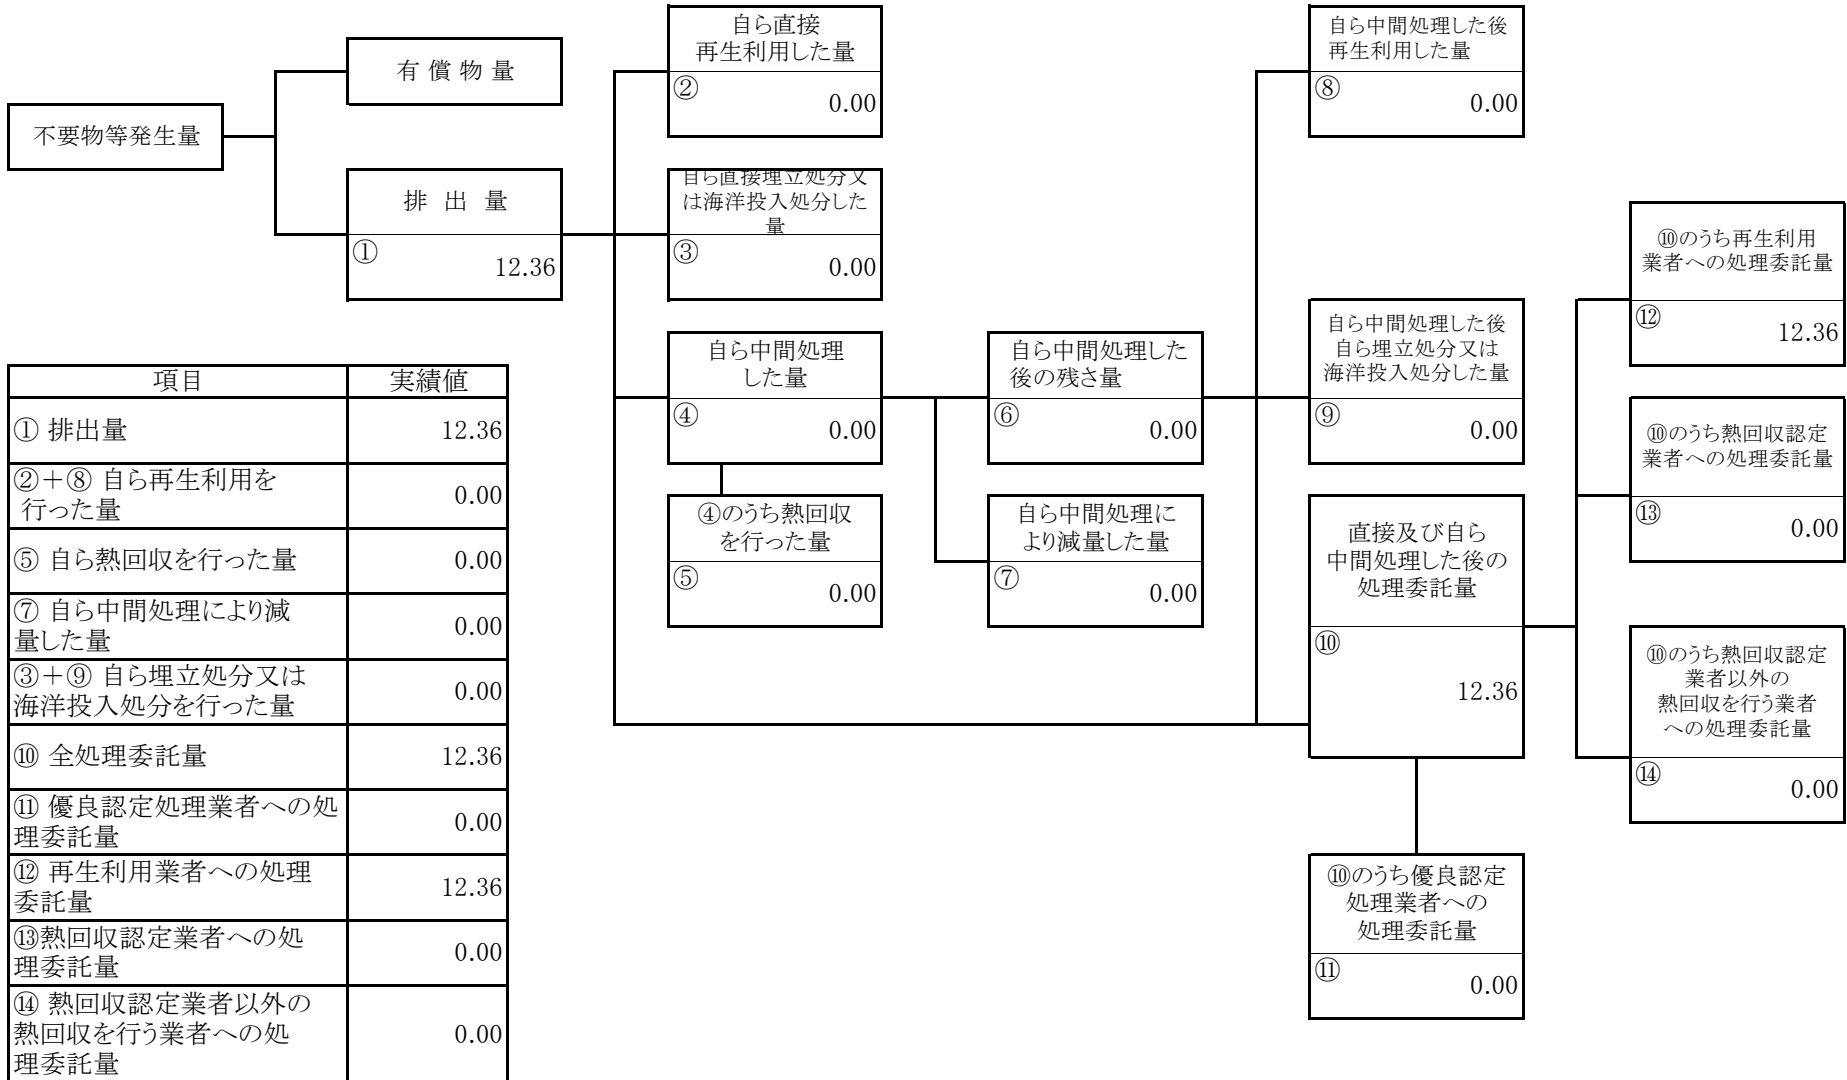 不要物等発生量
有 償 物 量
排 出 量
①
12.36
自ら直接
再生利用した量
②
0.00
自ら直接埋立処分又
は海洋投入処分した
量
③
0.00
自ら中間処理
した量
④
0.00
④のうち熱回収
を行った量
⑤
0.00
自ら中間処理した
後の残さ量
⑥
0.00
自ら中間処理に
より減量した量
⑦
0.00
自ら中間処理した後
再生利用した量
⑧
0.00
自ら中間処理した後
自ら埋立処分又は
海洋投入処分した量
⑨
0.00
直接及び自ら
中間処理した後の
処理委託量
⑩
12.36
⑩のうち優良認定
処理業者への
処理委託量
⑪
0.00
⑩のうち再生利用
業者への処理委託量
⑫
12.36
⑩のうち熱回収認定
業者への処理委託量
⑬
0.00
⑩のうち熱回収認定
業者以外の
熱回収を行う業者
への処理委託量
⑭
0.00
項目 実績値
① 排出量 12.36
②＋⑧ 自ら再生利用を
行った量 0.00
⑤ 自ら熱回収を行った量 0.00
⑦ 自ら中間処理により減
量した量 0.00
③＋⑨ 自ら埋立処分又は
海洋投入処分を行った量 0.00
⑩ 全処理委託量 12.36
⑪ 優良認定処理業者への処
理委託量 0.00
⑫ 再生利用業者への処理
委託量 12.36
⑬熱回収認定業者への処
理委託量 0.00
⑭ 熱回収認定業者以外の
熱回収を行う業者への処
理委託量 0.00